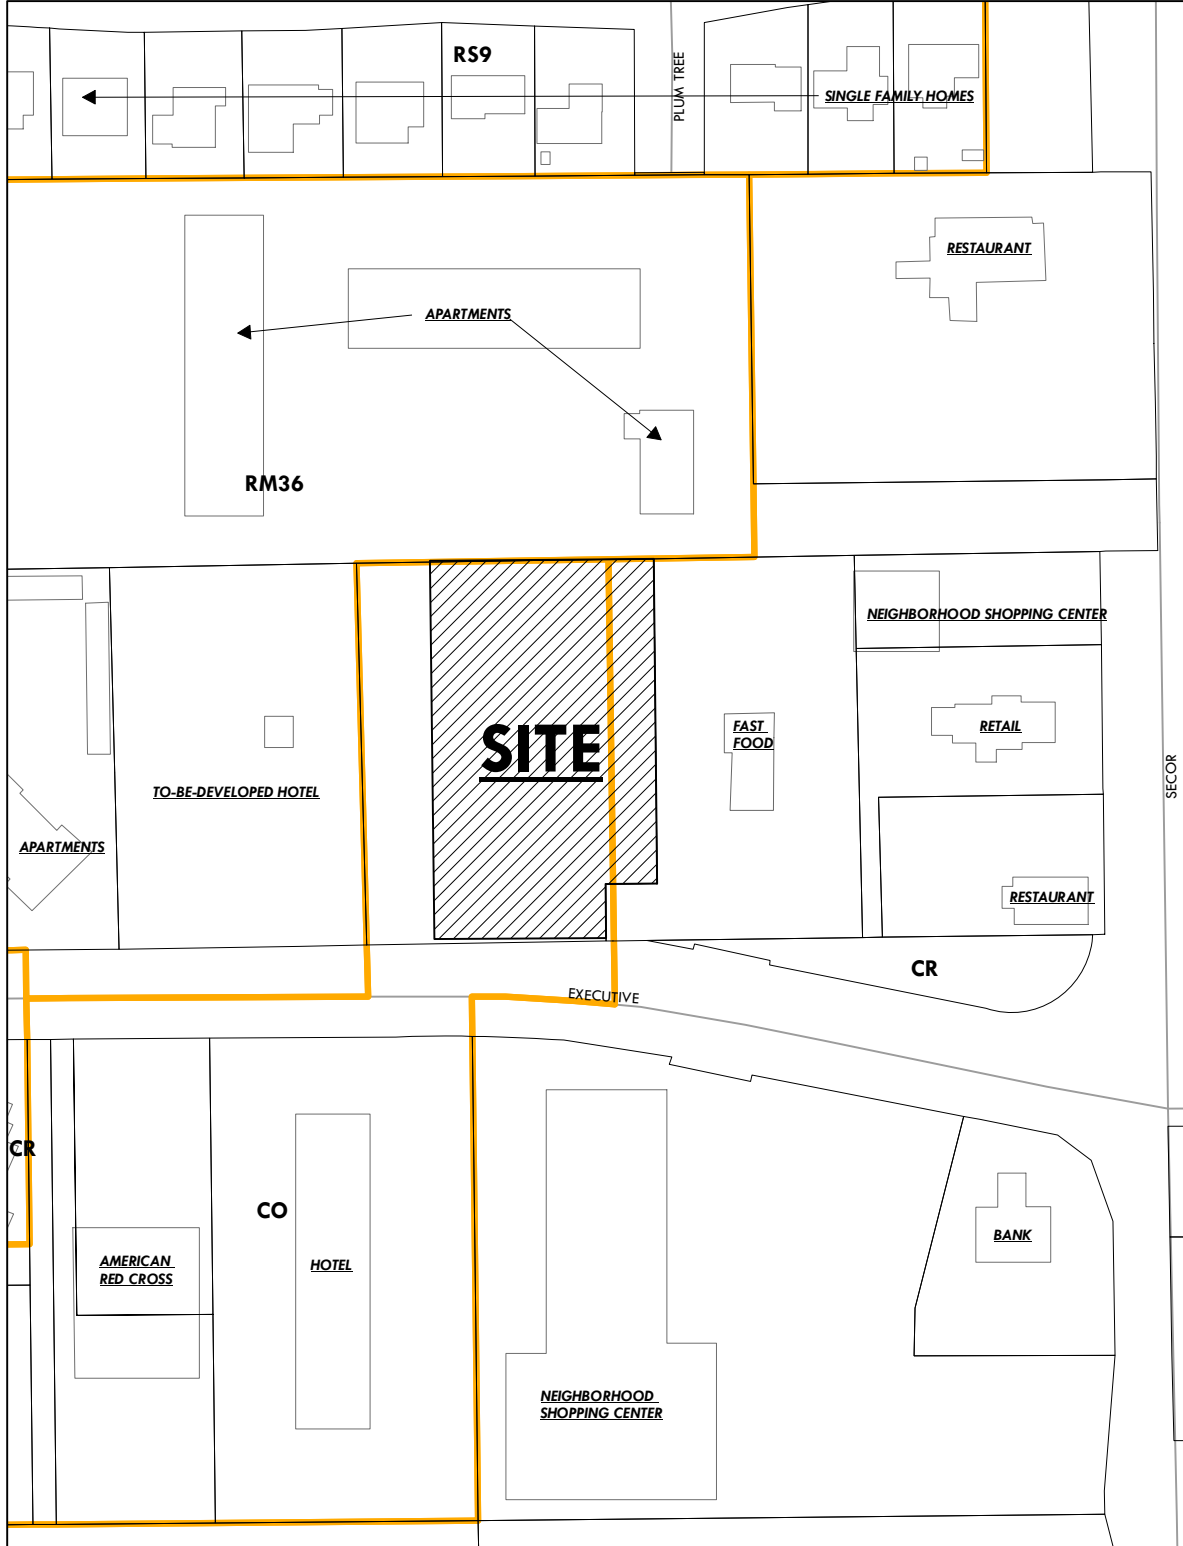 RS9
PLUM TREE
SINGLE FAMILY HOMES
RESTAURANT
APARTMENTS
RM36
NEIGHBORHOOD SHOPPING CENTER
FAST
FOOD
RETAIL
SITE
SECOR
TO-BE-DEVELOPED HOTEL
APARTMENTS
RESTAURANT
CR
EXECUTIVE
CR
CO
AMERICAN
RED CROSS
HOTEL
BANK
NEIGHBORHOOD
SHOPPING CENTER